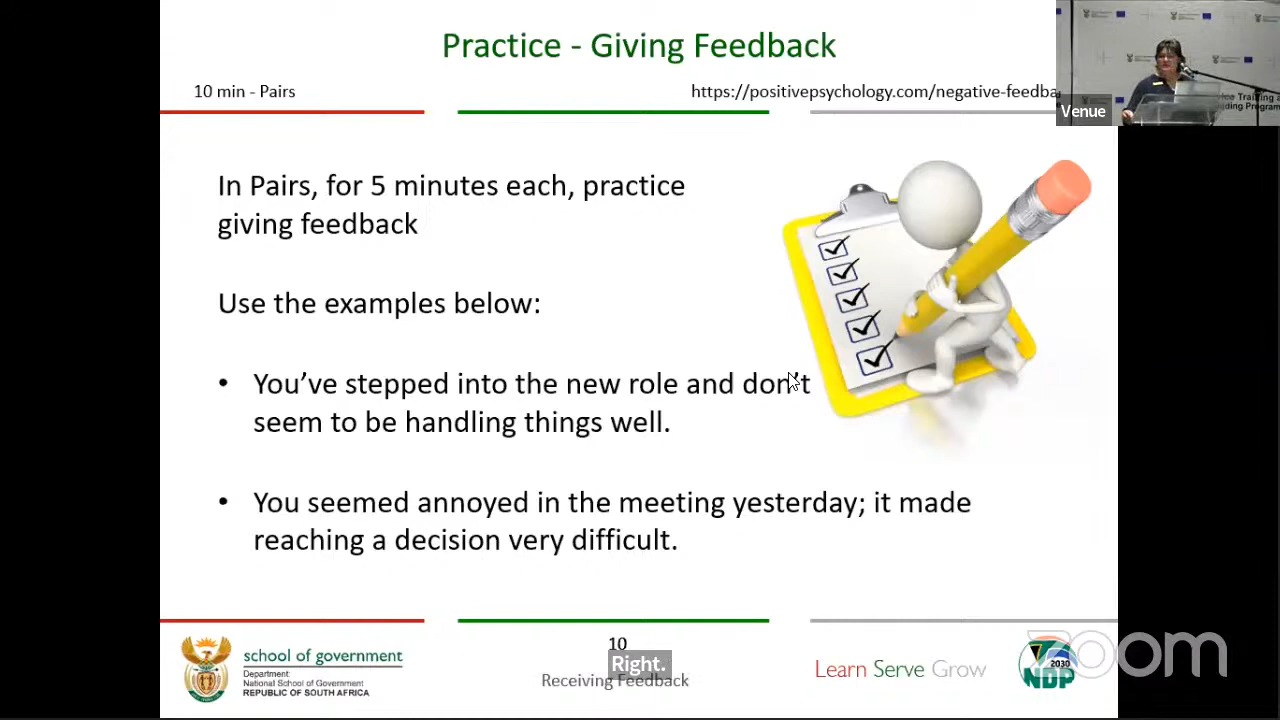 Practice - Giving Feedback
10 min - Pairs
https://positivepsychology.com/negative-feedba
Venue
In Pairs, for 5 minutes each, practice
giving feedback
Use the examples below:
• You’ve stepped into the new role and don’t
seem to be handling things well.
• You seemed annoyed in the meeting yesterday; it made
reaching a decision very difficult.
school of government
Department:
National School of Government
REPUBLIC OF SOUTH AFRICA
10
Right.
Receiving Feedback
Learn Serve Grow
2030
NDP
zoom